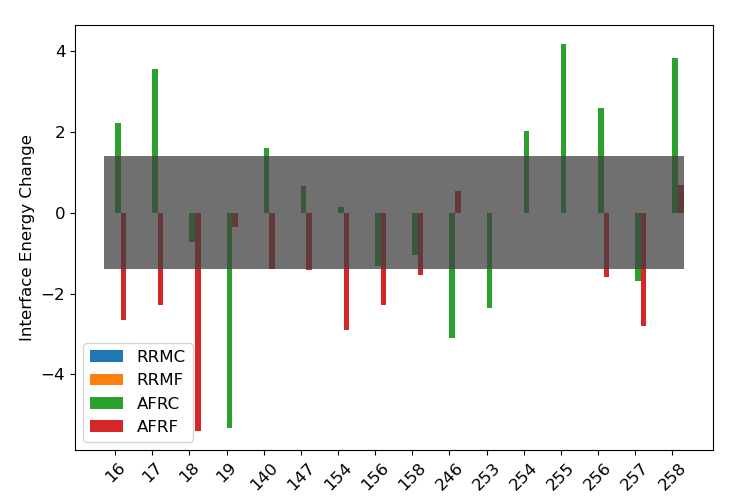 Interface Energy Change
4
2
0
−2
−4
RRMC
RRMF
AFRC
AFRF
16 17 18 19 140 147 154 156 158 246 253 254 255 256 257 258